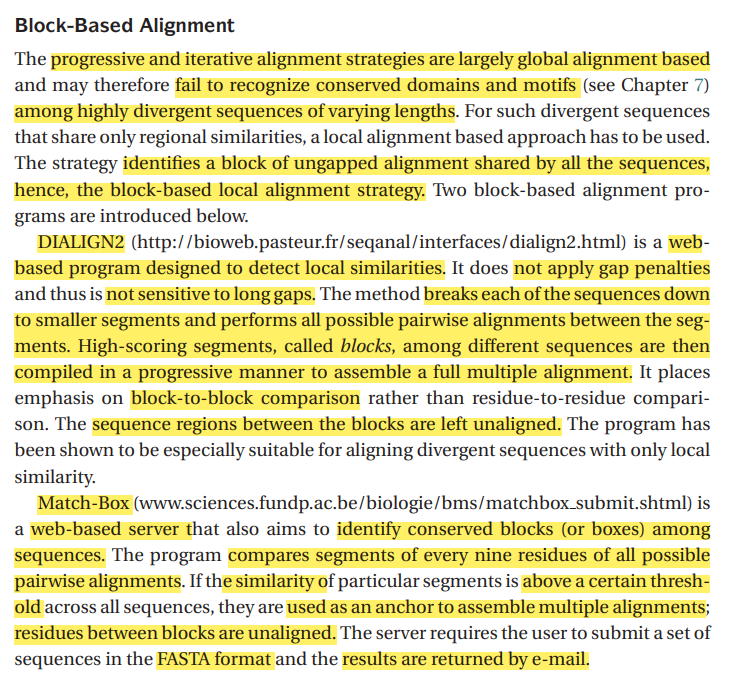 Block-Based Alignment
The progressive and iterative alignment strategies are largely global alignment based
and may therefore fail to recognize conserved domains and motifs (see Chapter 7)
among highly divergent sequences of varying lengths. For such divergent sequences
that share only regional similarities, a local alignment based approach has to be used.
The strategy identifies a block of ungapped alignment shared by all the sequences,
hence, the block-based local alignment strategy. Two block-based alignment pro-
grams are introduced below.
DIALIGN2 (http://bioweb.pasteur.fr/seqanal/interfaces/dialign2.html) is a web-
based program designed to detect local similarities. It does not apply gap penalties
and thus is not sensitive to long gaps. The method breaks each of the sequences down
to smaller segments and performs all possible pairwise alignments between the seg-
ments. High-scoring segments, called blocks, among different sequences are then
compiled in a progressive manner to assemble a full multiple alignment. It places
emphasis on block-to-block comparison rather than residue-to-residue compari-
son. The sequence regions between the blocks are left unaligned. The program has
been shown to be especially suitable for aligning divergent sequences with only local
similarity.
Match-Box (www.sciences.fundp.ac.be/biologie/bms/matchbox_submit.shtml) is
a web-based server that also aims to identify conserved blocks (or boxes) among
sequences. The program compares segments of every nine residues of all possible
pairwise alignments. If the similarity of particular segments is above a certain thresh-
old across all sequences, they are used as an anchor to assemble multiple alignments;
residues between blocks are unaligned. The server requires the user to submit a set of
sequences in the FASTA format and the results are returned by e-mail.